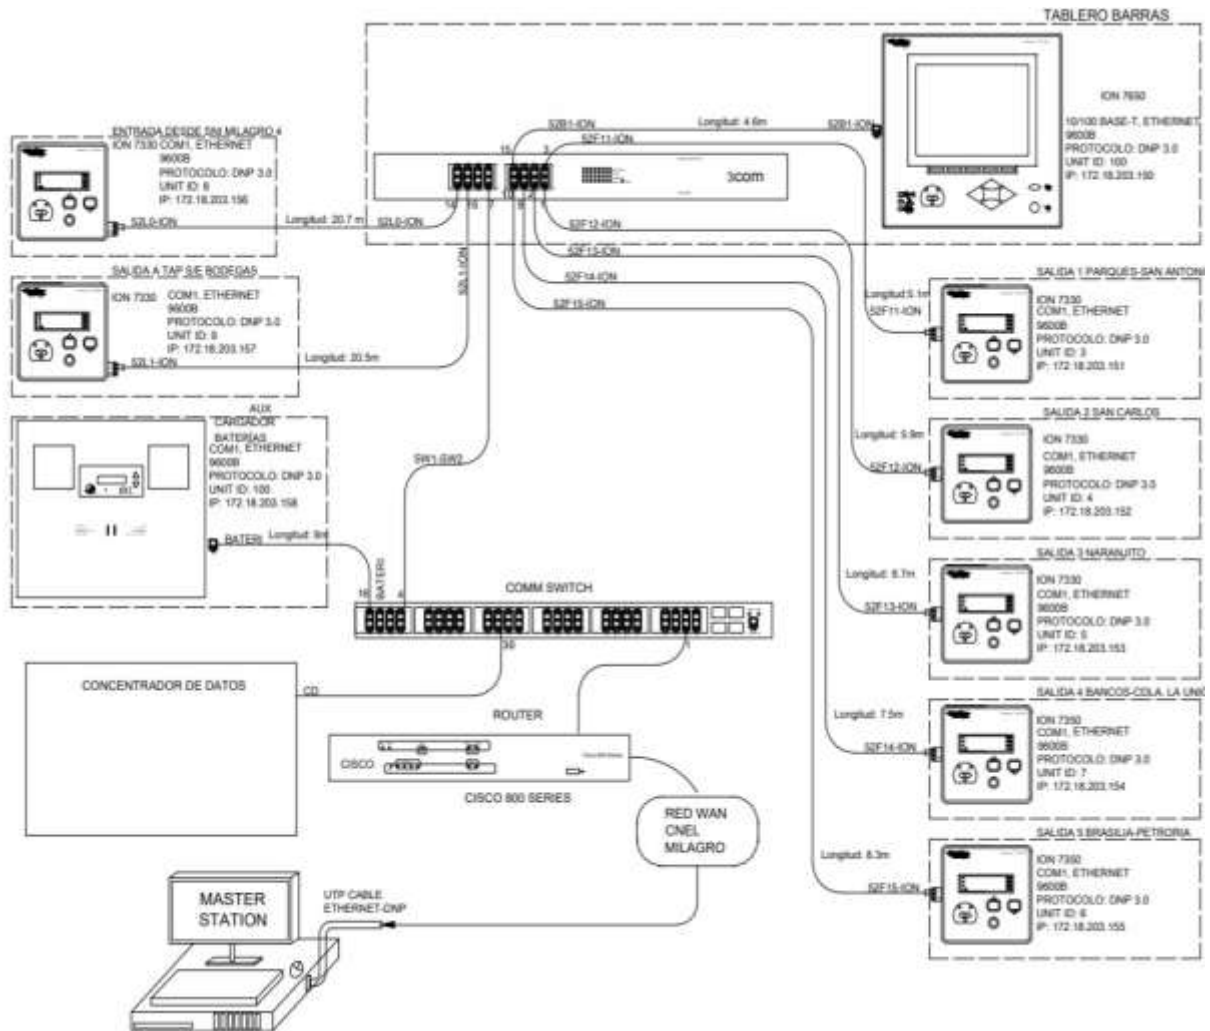 TABLERO BARRAS
ION 7650
10/100 BASE-T, ETHERNET
9600B
PROTOCOLO: DNP 3.0
UNIT ID: 100
IP: 172.18.203.150
52B1-ION
Longitud: 4.6m
52B1-ION
52F11-ION
15
3
3com
14
16
7
9
2
1
ENTRADA DESDE SNI MILAGRO 4
ION 7330 COM1, ETHERNET
9600B
PROTOCOLO: DNP 3.0
UNIT ID: 6
IP: 172.18.203.156
52L0-ION
Longitud: 20.7 m
52L0-ION
52L1-ION
52F12-ION
52F13-ION
52F14-ION
52F15-ION
SALIDA A TAP S/E BODEGAS
ION 7330
COM1, ETHERNET
9600B
PROTOCOLO: DNP 3.0
UNIT ID: 8
IP: 172.18.203.157
52L1-ION
Longitud: 20.5m
AUX
CARGADOR
BATERÍAS
COM1, ETHERNET
9600B
PROTOCOLO: DNP 3.0
UNIT ID: 100
IP: 172.18.203.158
BATERI
Longitud: 9m
SW1-SW2
SALIDA 1 PARQUES-SAN ANTONI
Longitud:5.1m
52F11-ION
ION 7330
COM1, ETHERNET
9600B
PROTOCOLO: DNP 3.0
UNIT ID: 3
IP: 172.18.203.151
SALIDA 2 SAN CARLOS
Longitud: 5.9m
52F12-ION
ION 7330
COM1, ETHERNET
9600B
PROTOCOLO: DNP 3.0
UNIT ID: 4
IP: 172.18.203.152
SALIDA 3 NARANJITO
Longitud: 6.7m
52F13-ION
ION 7330
COM1, ETHERNET
9600B
PROTOCOLO: DNP 3.0
UNIT ID: 5
IP: 172.18.203.153
SALIDA 4 BANCOS-COLA. LA UNIO
Longitud: 7.5m
52F14-ION
ION 7350
COM1, ETHERNET
9600B
PROTOCOLO: DNP 3.0
UNIT ID: 7
IP: 172.18.203.154
SALIDA 5 BRASILIA-PETRORIA
Longitud: 8.3m
52F15-ION
ION 7350
COM1, ETHERNET
9600B
PROTOCOLO: DNP 3.0
UNIT ID: 6
IP: 172.18.203.155
BATERI
4
COMM SWITCH
30
1
CONCENTRADOR DE DATOS
CD
ROUTER
CISCO
CISCO 800 SERIES
RED WAN
CNEL
MILAGRO
MASTER
STATION
UTP CABLE
ETHERNET-DNP